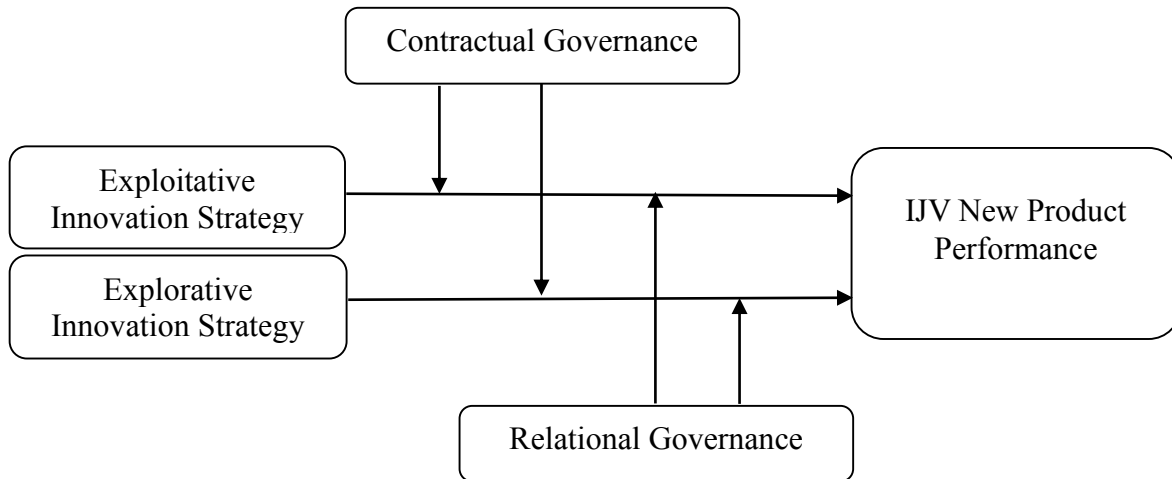 Contractual Governance
Exploitative
Innovation Strategy
IJV New Product
Performance
Explorative
Innovation Strategy
Relational Governance